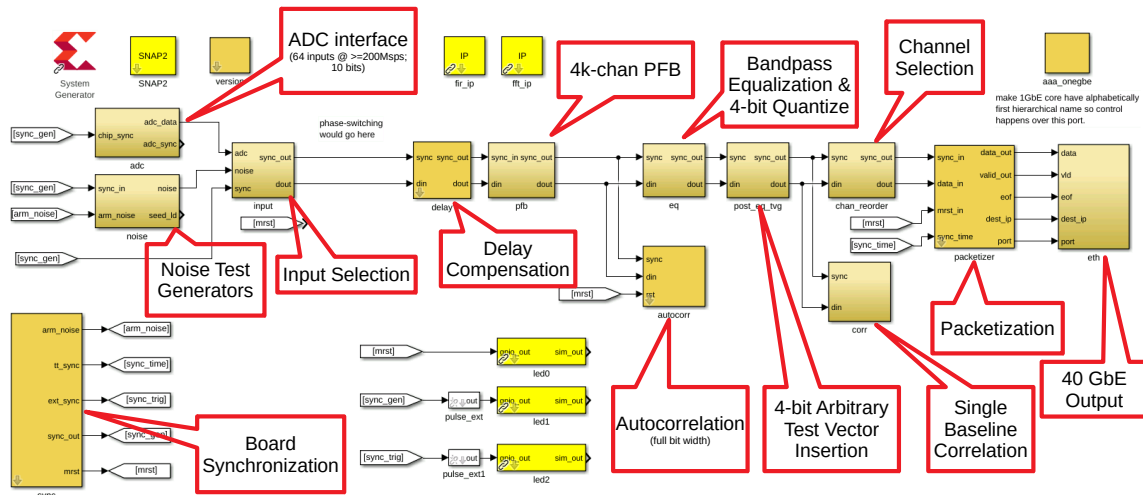 System
Generator
SNAP2
SNAP2
version
ADC interface
(64 inputs @ >=200Msps;
10 bits)
IP
fir_ip
IP
fft_ip
4k-chan PFB
Bandpass
Equalization &
4-bit Quantize
Channel
Selection
aaa_onegbe
make 1GbE core have alphabetically
first hierarchical name so control
happens over this port.
phase-switching
would go here
[sync_gen]
chip_sync
adc_data
adc_sync
adc
[sync_gen]
[arm_noise]
sync_in
arm_noise
noise
seed_ld
noise
[sync_gen]
adc
noise
sync
sync_out
dout
input
[mrst]
sync
din
sync_out
dout
delay
sync_in
din
sync_out
dout
pfb
sync
din
sync_out
dout
eq
sync
din
sync_out
dout
post_eq_tvg
sync
din
sync_out
dout
chan_reorder
[mrst]
[sync_time]
sync_in
data_in
mrst_in
sync_time
data_out
valid_out
eof
dest_ip
port
packetizer
data
vld
eof
dest_ip
port
eth
Noise Test
Generators
Input Selection
Delay
Compensation
[mrst]
sync
din
rst
autocorr
sync
din
corr
Packetization
40 GbE
Output
arm_noise
tt_sync
ext_sync
sync_out
mrst
[arm_noise]
[sync_time]
[sync_trig]
[sync_gen]
[mrst]
Board
Synchronization
[mrst]
gpio_out
sim_out
led0
[sync_gen]
out
pulse_ext
gpio_out
sim_out
led1
[sync_trig]
out
pulse_ext1
gpio_out
sim_out
led2
Autocorrelation
(full bit width)
4-bit Arbitrary
Test Vector
Insertion
Single
Baseline
Correlation